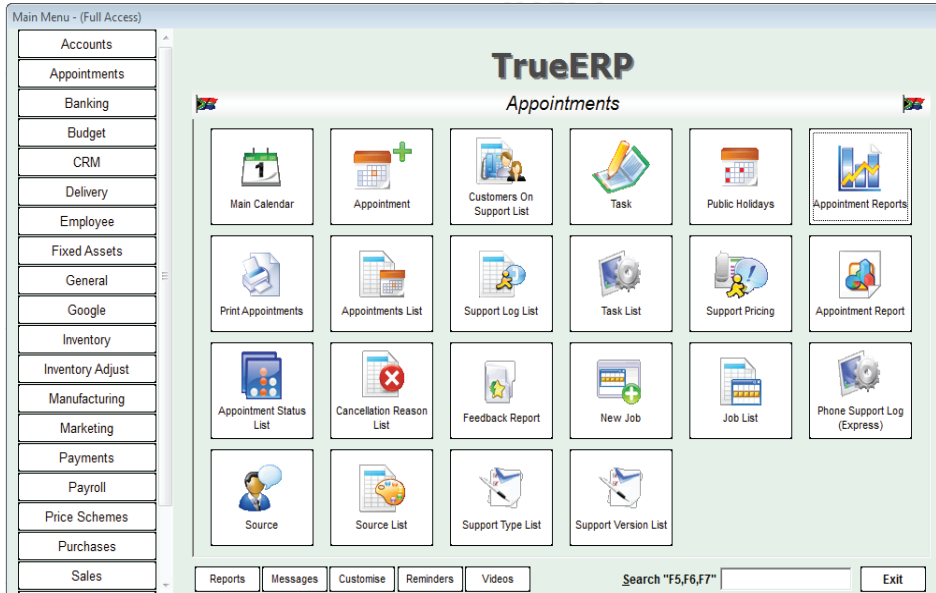 Main Menu - (Full Access)
Accounts
Appointments
Banking
Budget
CRM
Delivery
Employee
Fixed Assets
General
Google
Inventory
Inventory Adjust
Manufacturing
Marketing
Payments
Payroll
Price Schemes
Purchases
Sales
TrueERP
Appointments
1
Main Calendar
Appointment
Customers On
Support List
Task
Public Holidays
Appointment Reports
Print Appointments
Appointments List
Support Log List
Task List
Support Pricing
Appointment Report
Appointment Status
List
Cancellation Reason
List
Feedback Report
New Job
Job List
Phone Support Log
(Express)
Source
Source List
Support Type List
Support Version List
Reports
Messages
Customise
Reminders
Videos
Search "F5,F6,F7"
Exit